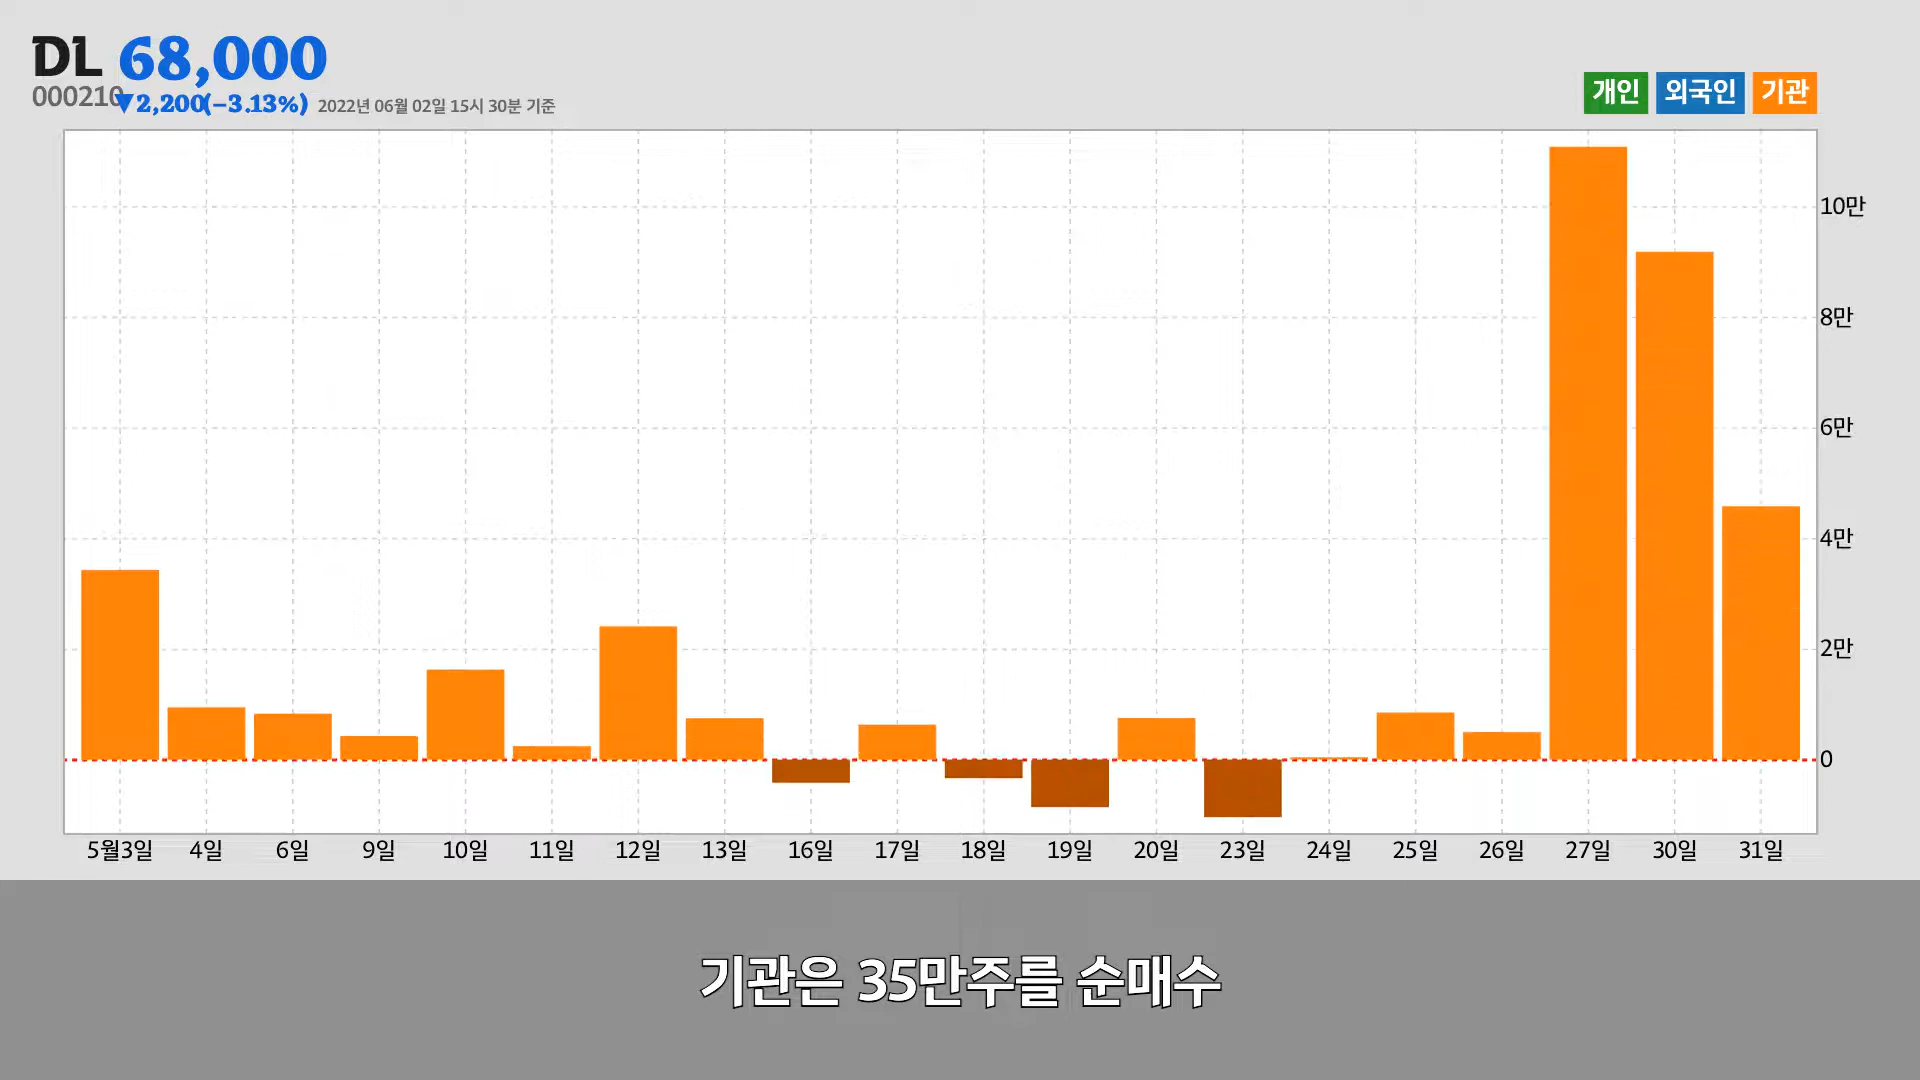 DL 68,000
000210 ▼2,200(−3.13%) 2022년 06월 02일 15시 30분 기준
개인 외국인 기관
10만
8만
6만
4만
2만
0
5월3일 4일 6일 9일 10일 11일 12일 13일 16일 17일 18일 19일 20일 23일 24일 25일 26일 27일 30일 31일
기관은 35만주를 순매수